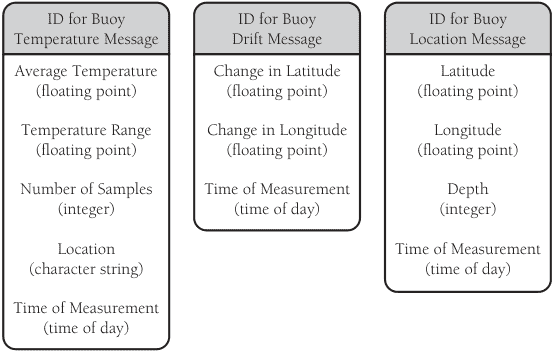 ID for Buoy
Temperature Message
Average Temperature
(floating point)
Temperature Range
(floating point)
Number of Samples
(integer)
Location
(character string)
Time of Measurement
(time of day)
ID for Buoy
Drift Message
Change in Latitude
(floating point)
Change in Longitude
(floating point)
Time of Measurement
(time of day)
ID for Buoy
Location Message
Latitude
(floating point)
Longitude
(floating point)
Depth
(integer)
Time of Measurement
(time of day)